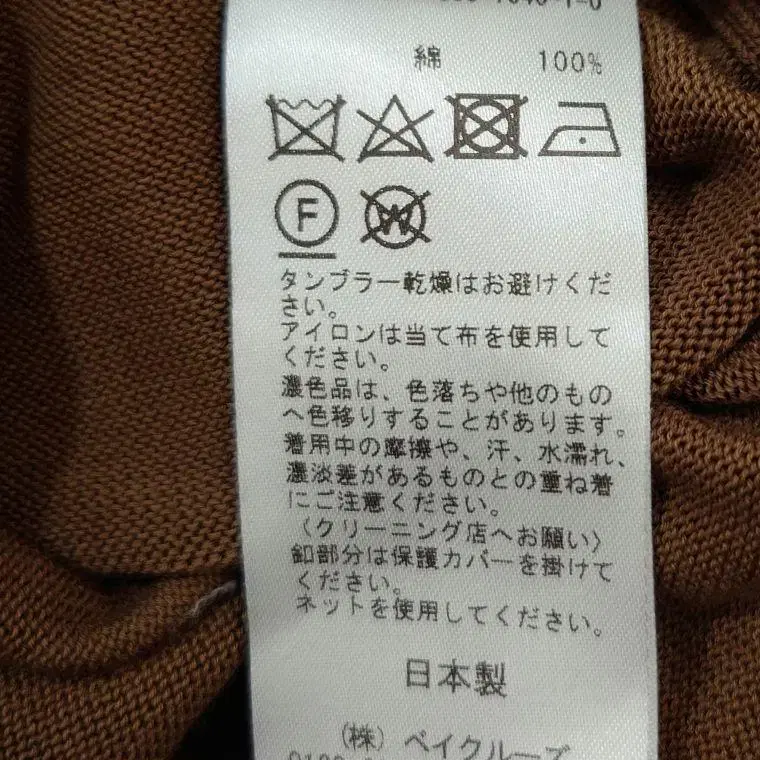 綿 100%
F W
タンブラー乾燥はお避けくだ
さい。
アイロンは当て布を使用して
ください。
濃色品は、色落ちや他のもの
へ色移りすることがあります。
着用中の摩擦や、汗、水濡れ、
濃淡差があるものとの重ね着
にご注意ください。
〈クリーニング店へお願い〉
釦部分は保護カバーを掛けて
ください。
ネットを使用してください。
日本製
(株) ベイクルーズ